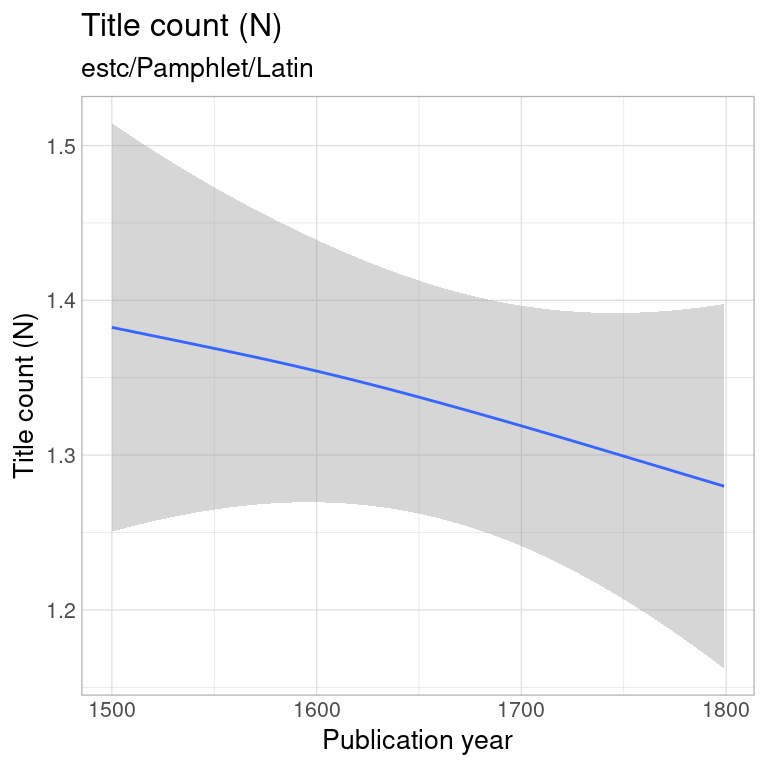 Title count (N)
estc/Pamphlet/Latin
Title count (N)
1.5
1.4
1.3
1.2
1500 1600 1700 1800
Publication year